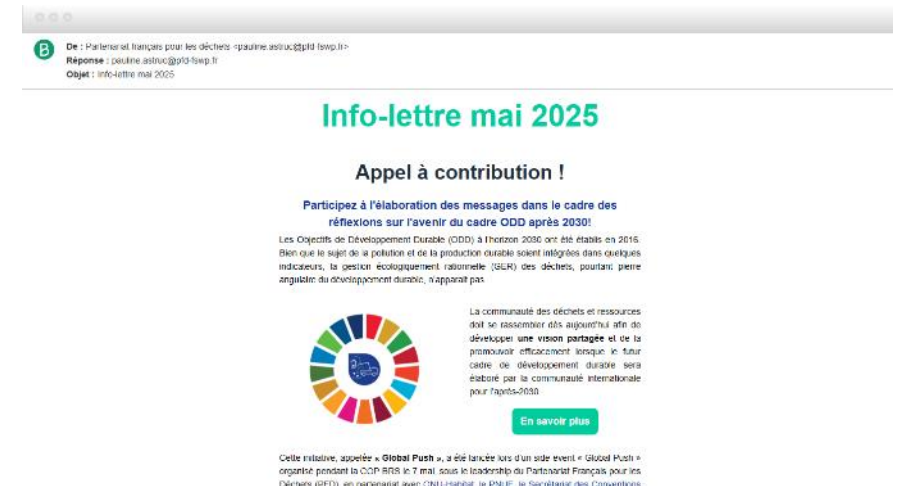 B
De : Partenariat français pour les déchets <pauline.astruc@pfd-fswp.fr>
Réponse : pauline.astruc@pfd-fswp.fr
Objet : Info-lettre mai 2025
Info-lettre mai 2025
Appel à contribution !
Participez à l'élaboration des messages dans le cadre des
réflexions sur l'avenir du cadre ODD après 2030!
Les Objectifs de Développement Durable (ODD) à l'horizon 2030 ont été établis en 2016.
Bien que le sujet de la pollution et de la production durable soient intégrées dans quelques
indicateurs, la gestion écologiquement rationnelle (GER) des déchets, pourtant pierre
angulaire du développement durable, n'apparaît pas
La communauté des déchets et ressources
doit se rassembler dès aujourd'hui afin de
développer une vision partagée et de la
promouvoir efficacement lorsque le futur
cadre de développement durable sera
élaboré par la communauté internationale
pour l'après-2030
En savoir plus
Cette initiative, appelée « Global Push », a été lancée lors d'un side event « Global Push »
organisé pendant la COP BRS le 7 mai, sous le leadership du Partenariat Français pour les
Déchets (PFD), en partenariat avec ONU-Habitat, le PNUE, le Secrétariat des Conventions